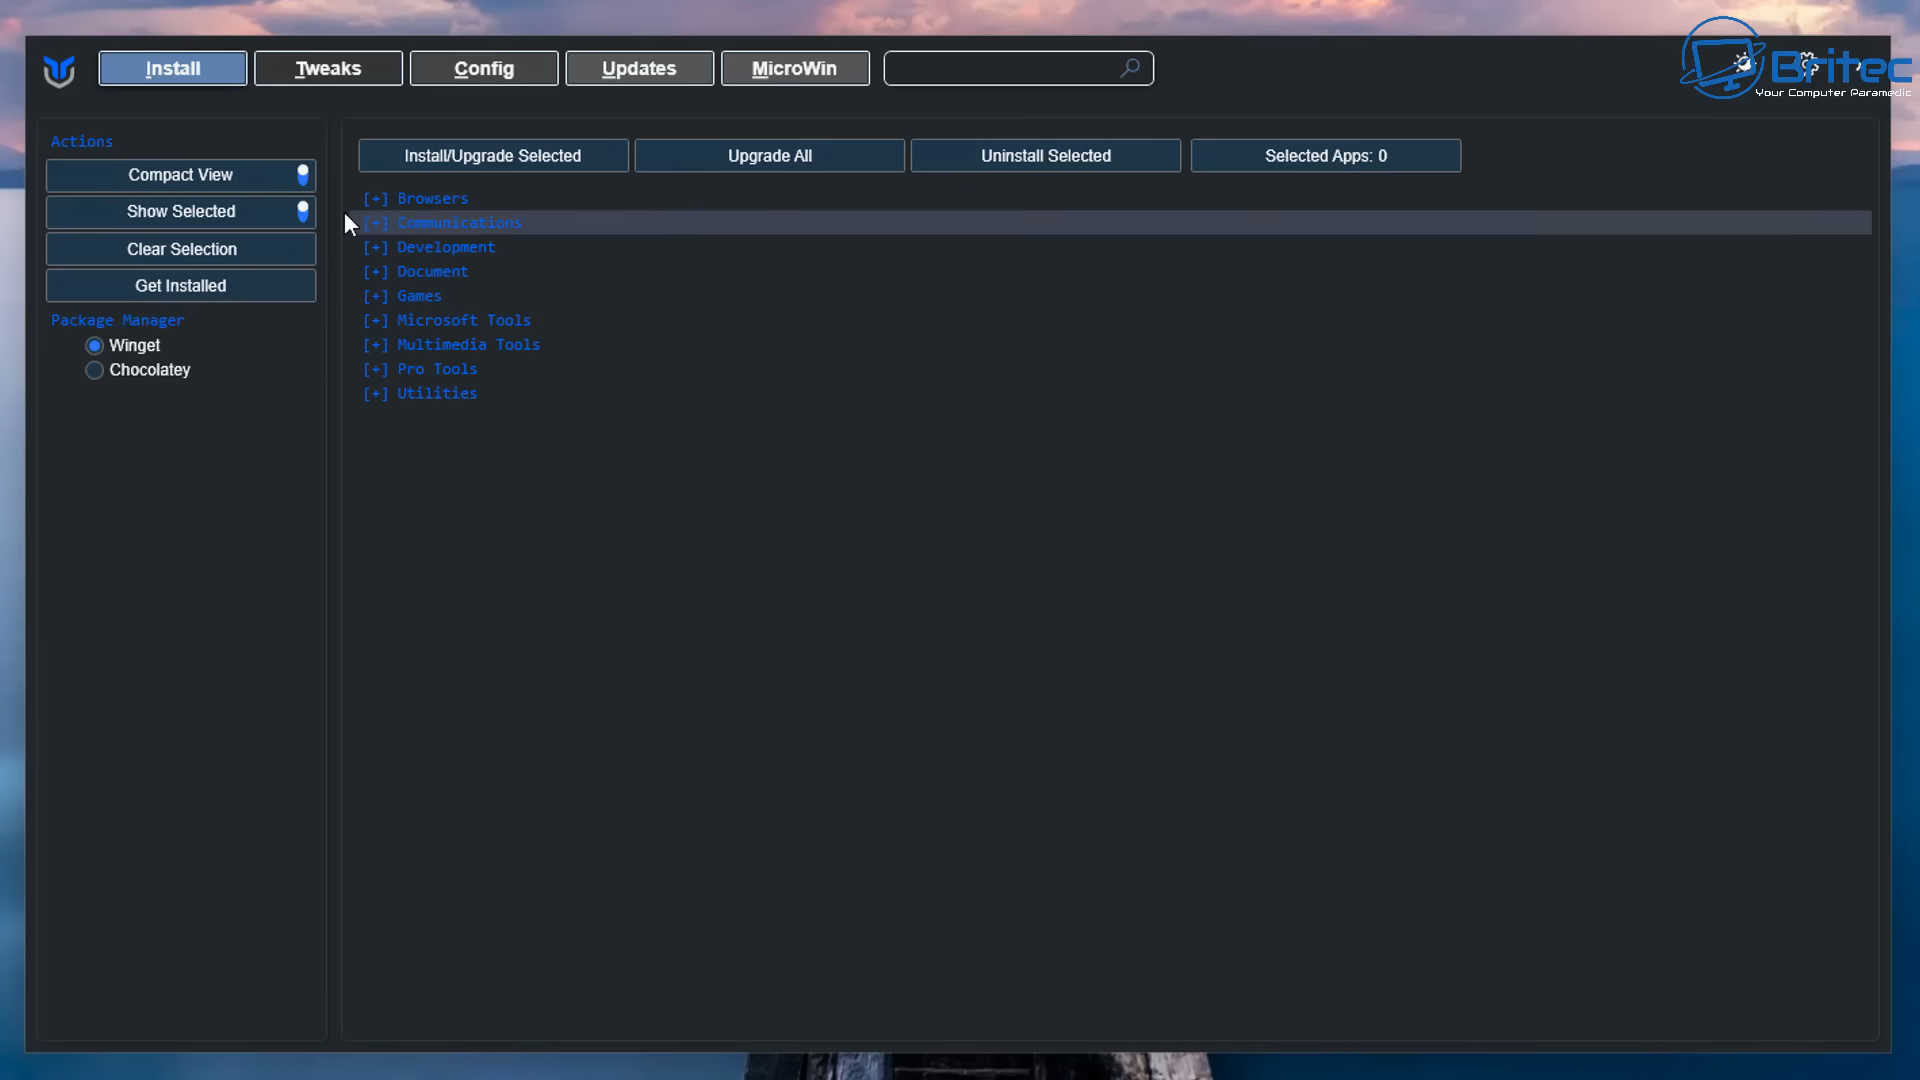 Install
Tweaks
Config
Updates
MicroWin
Britec
Your Computer Paramedic
Actions
Compact View
Show Selected
Clear Selection
Get Installed
Package Manager
Winget
Chocolatey
Install/Upgrade Selected
Upgrade All
Uninstall Selected
Selected Apps: 0
[+] Browsers
[+] Communications
[+] Development
[+] Document
[+] Games
[+] Microsoft Tools
[+] Multimedia Tools
[+] Pro Tools
[+] Utilities